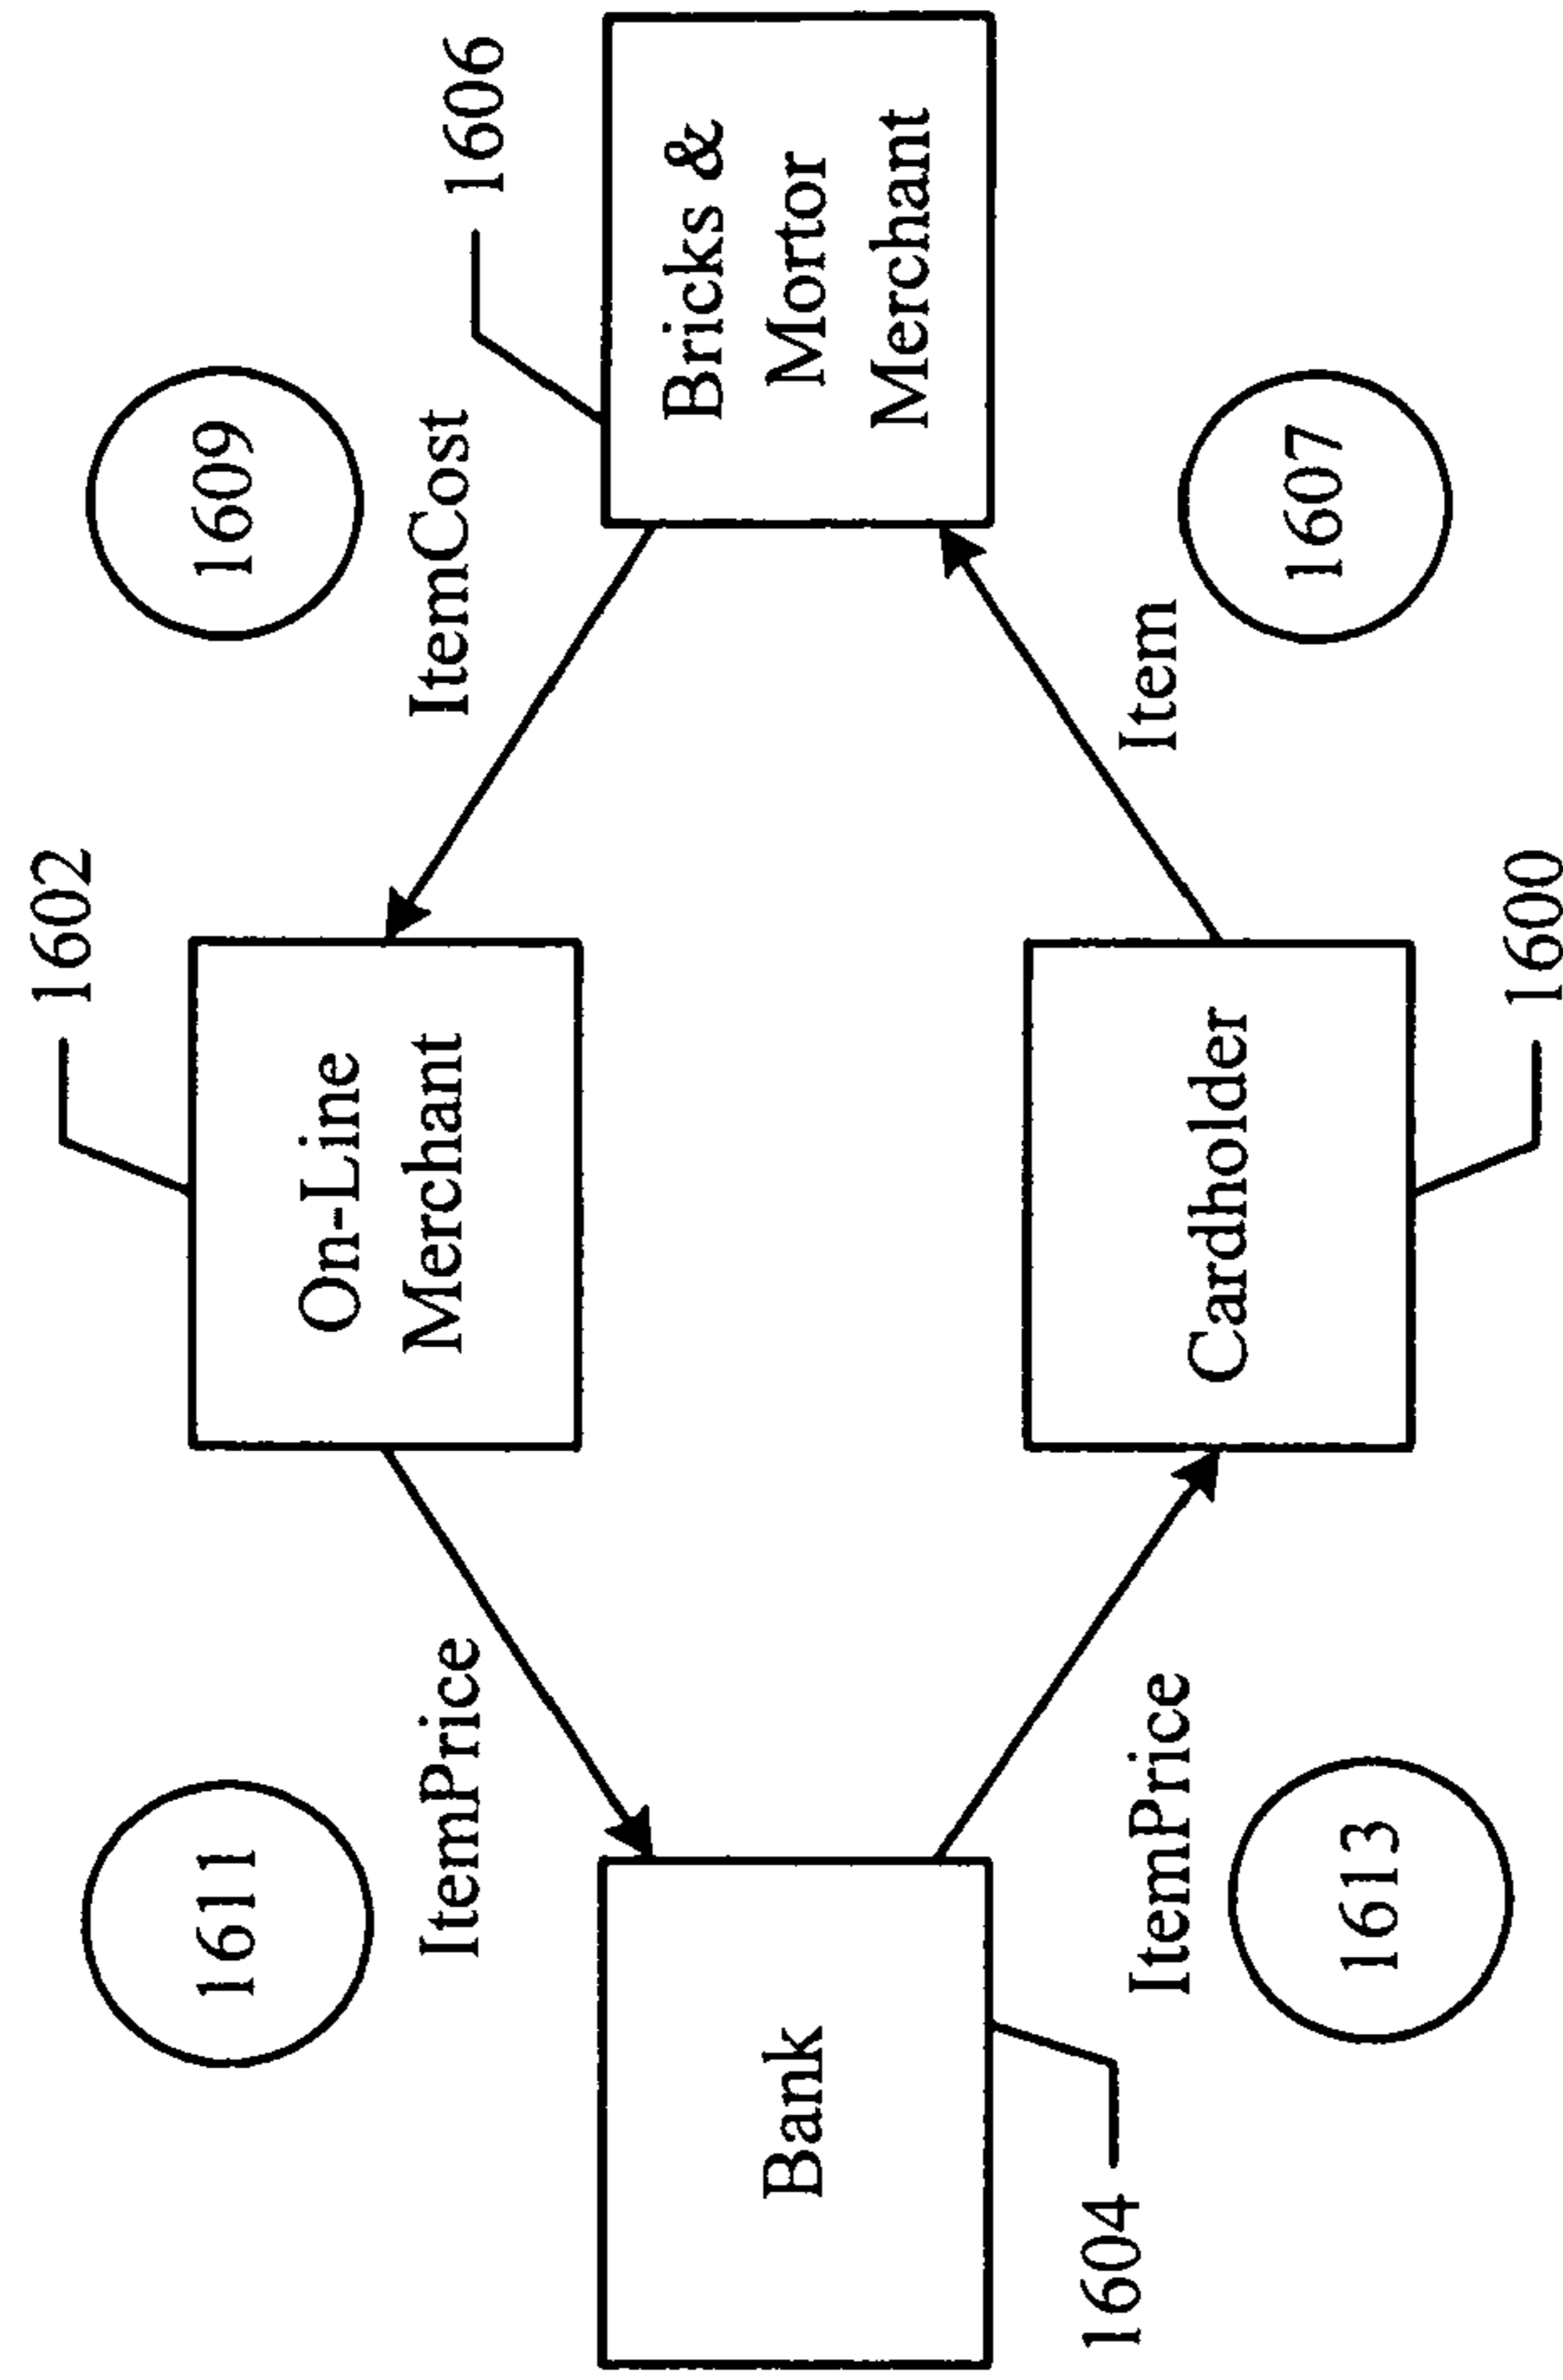 1602
1611
1609
ItemPrice
ItemCost
On-Line
Merchant
1606
Bank
Bricks &
Mortor
Merchant
1604
ItemPrice
Item
Cardholder
1613
1607
1600